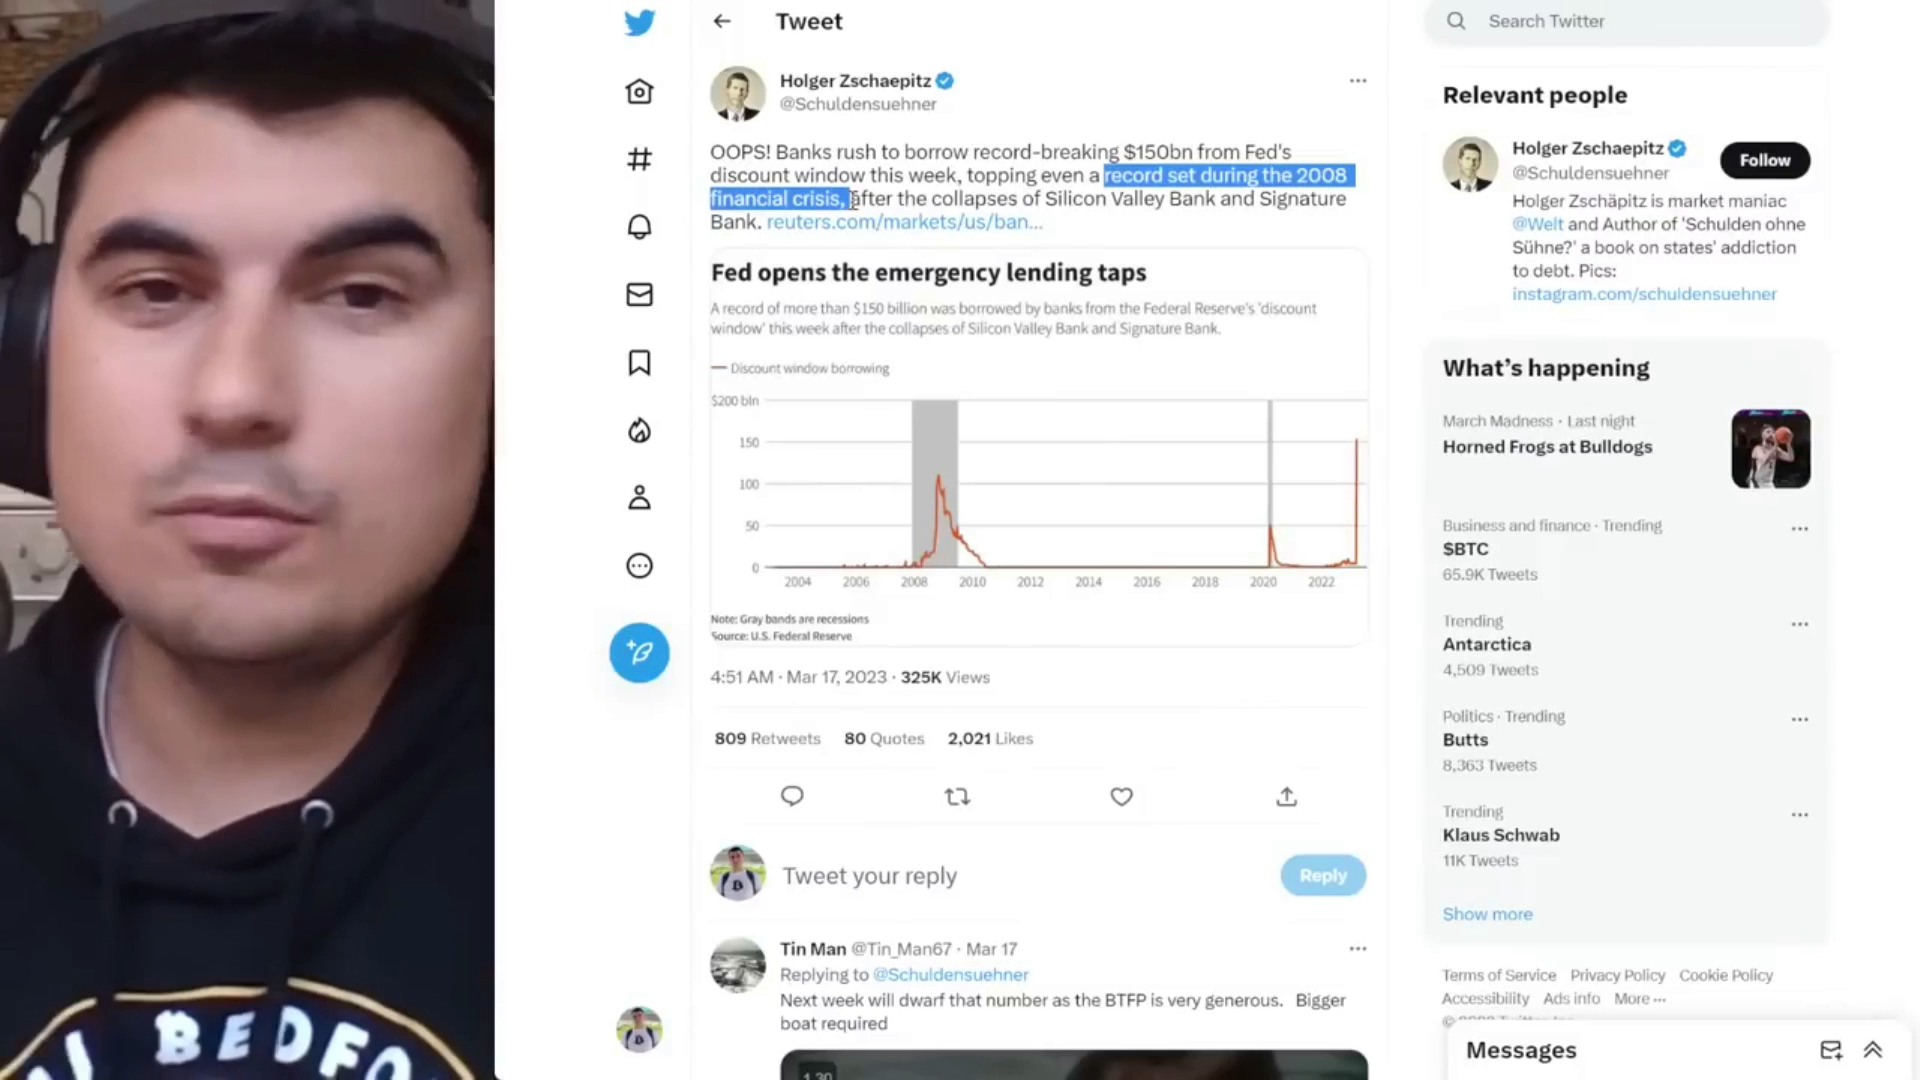 Tweet
Holger Zschaepitz
@Schuldensuehner
OOPS! Banks rush to borrow record-breaking $150bn from Fed's
discount window this week, topping even a record set during the 2008
financial crisis, after the collapses of Silicon Valley Bank and Signature
Bank. reuters.com/markets/us/ban...
Fed opens the emergency lending taps
A record of more than $150 billion was borrowed by banks from the Federal Reserve's 'discount
window' this week after the collapses of Silicon Valley Bank and Signature Bank.
Discount window borrowing
$200 bln
150
100
50
0
2004 2006 2008 2010 2012 2014 2016 2018 2020 2022
Note: Gray bands are recessions
Source: U.S. Federal Reserve
4:51 AM · Mar 17, 2023 · 325K Views
809 Retweets 80 Quotes 2,021 Likes
Tweet your reply
Reply
Tin Man @Tin_Man67 · Mar 17
Replying to @Schuldensuehner
Next week will dwarf that number as the BTFP is very generous. Bigger
boat required
1.30
Search Twitter
Relevant people
Holger Zschaepitz
@Schuldensuehner
Follow
Holger Zschäpitz is market maniac
@Welt and Author of 'Schulden ohne
Sühne?' a book on states' addiction
to debt. Pics:
instagram.com/schuldensuehner
What's happening
March Madness · Last night
Horned Frogs at Bulldogs
Business and finance · Trending
$BTC
65.9K Tweets
Trending
Antarctica
4,509 Tweets
Politics · Trending
Butts
8,363 Tweets
Trending
Klaus Schwab
11K Tweets
Show more
Terms of Service Privacy Policy Cookie Policy
Accessibility Ads info More ···
Messages
BEDFO